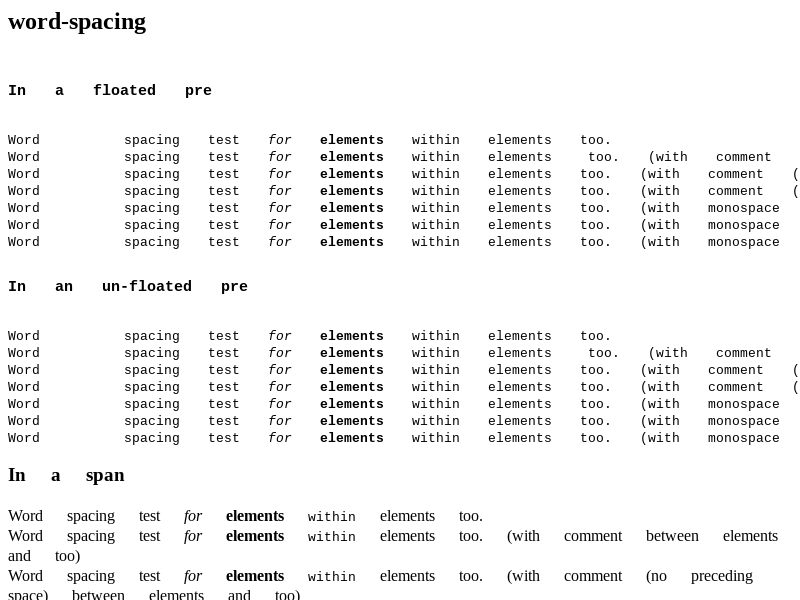 word-spacing
In a floated pre
Word spacing test for elements within elements too.
Word spacing test for elements within elements too. (with comment
Word spacing test for elements within elements too. (with comment (
Word spacing test for elements within elements too. (with comment (
Word spacing test for elements within elements too. (with monospace
Word spacing test for elements within elements too. (with monospace
Word spacing test for elements within elements too. (with monospace
In an un-floated pre
Word spacing test for elements within elements too.
Word spacing test for elements within elements too. (with comment
Word spacing test for elements within elements too. (with comment (
Word spacing test for elements within elements too. (with comment (
Word spacing test for elements within elements too. (with monospace
Word spacing test for elements within elements too. (with monospace
Word spacing test for elements within elements too. (with monospace
In a span
Word spacing test for elements within elements too.
Word spacing test for elements within elements too. (with comment between elements
and too)
Word spacing test for elements within elements too. (with comment (no preceding
space) between elements and too)